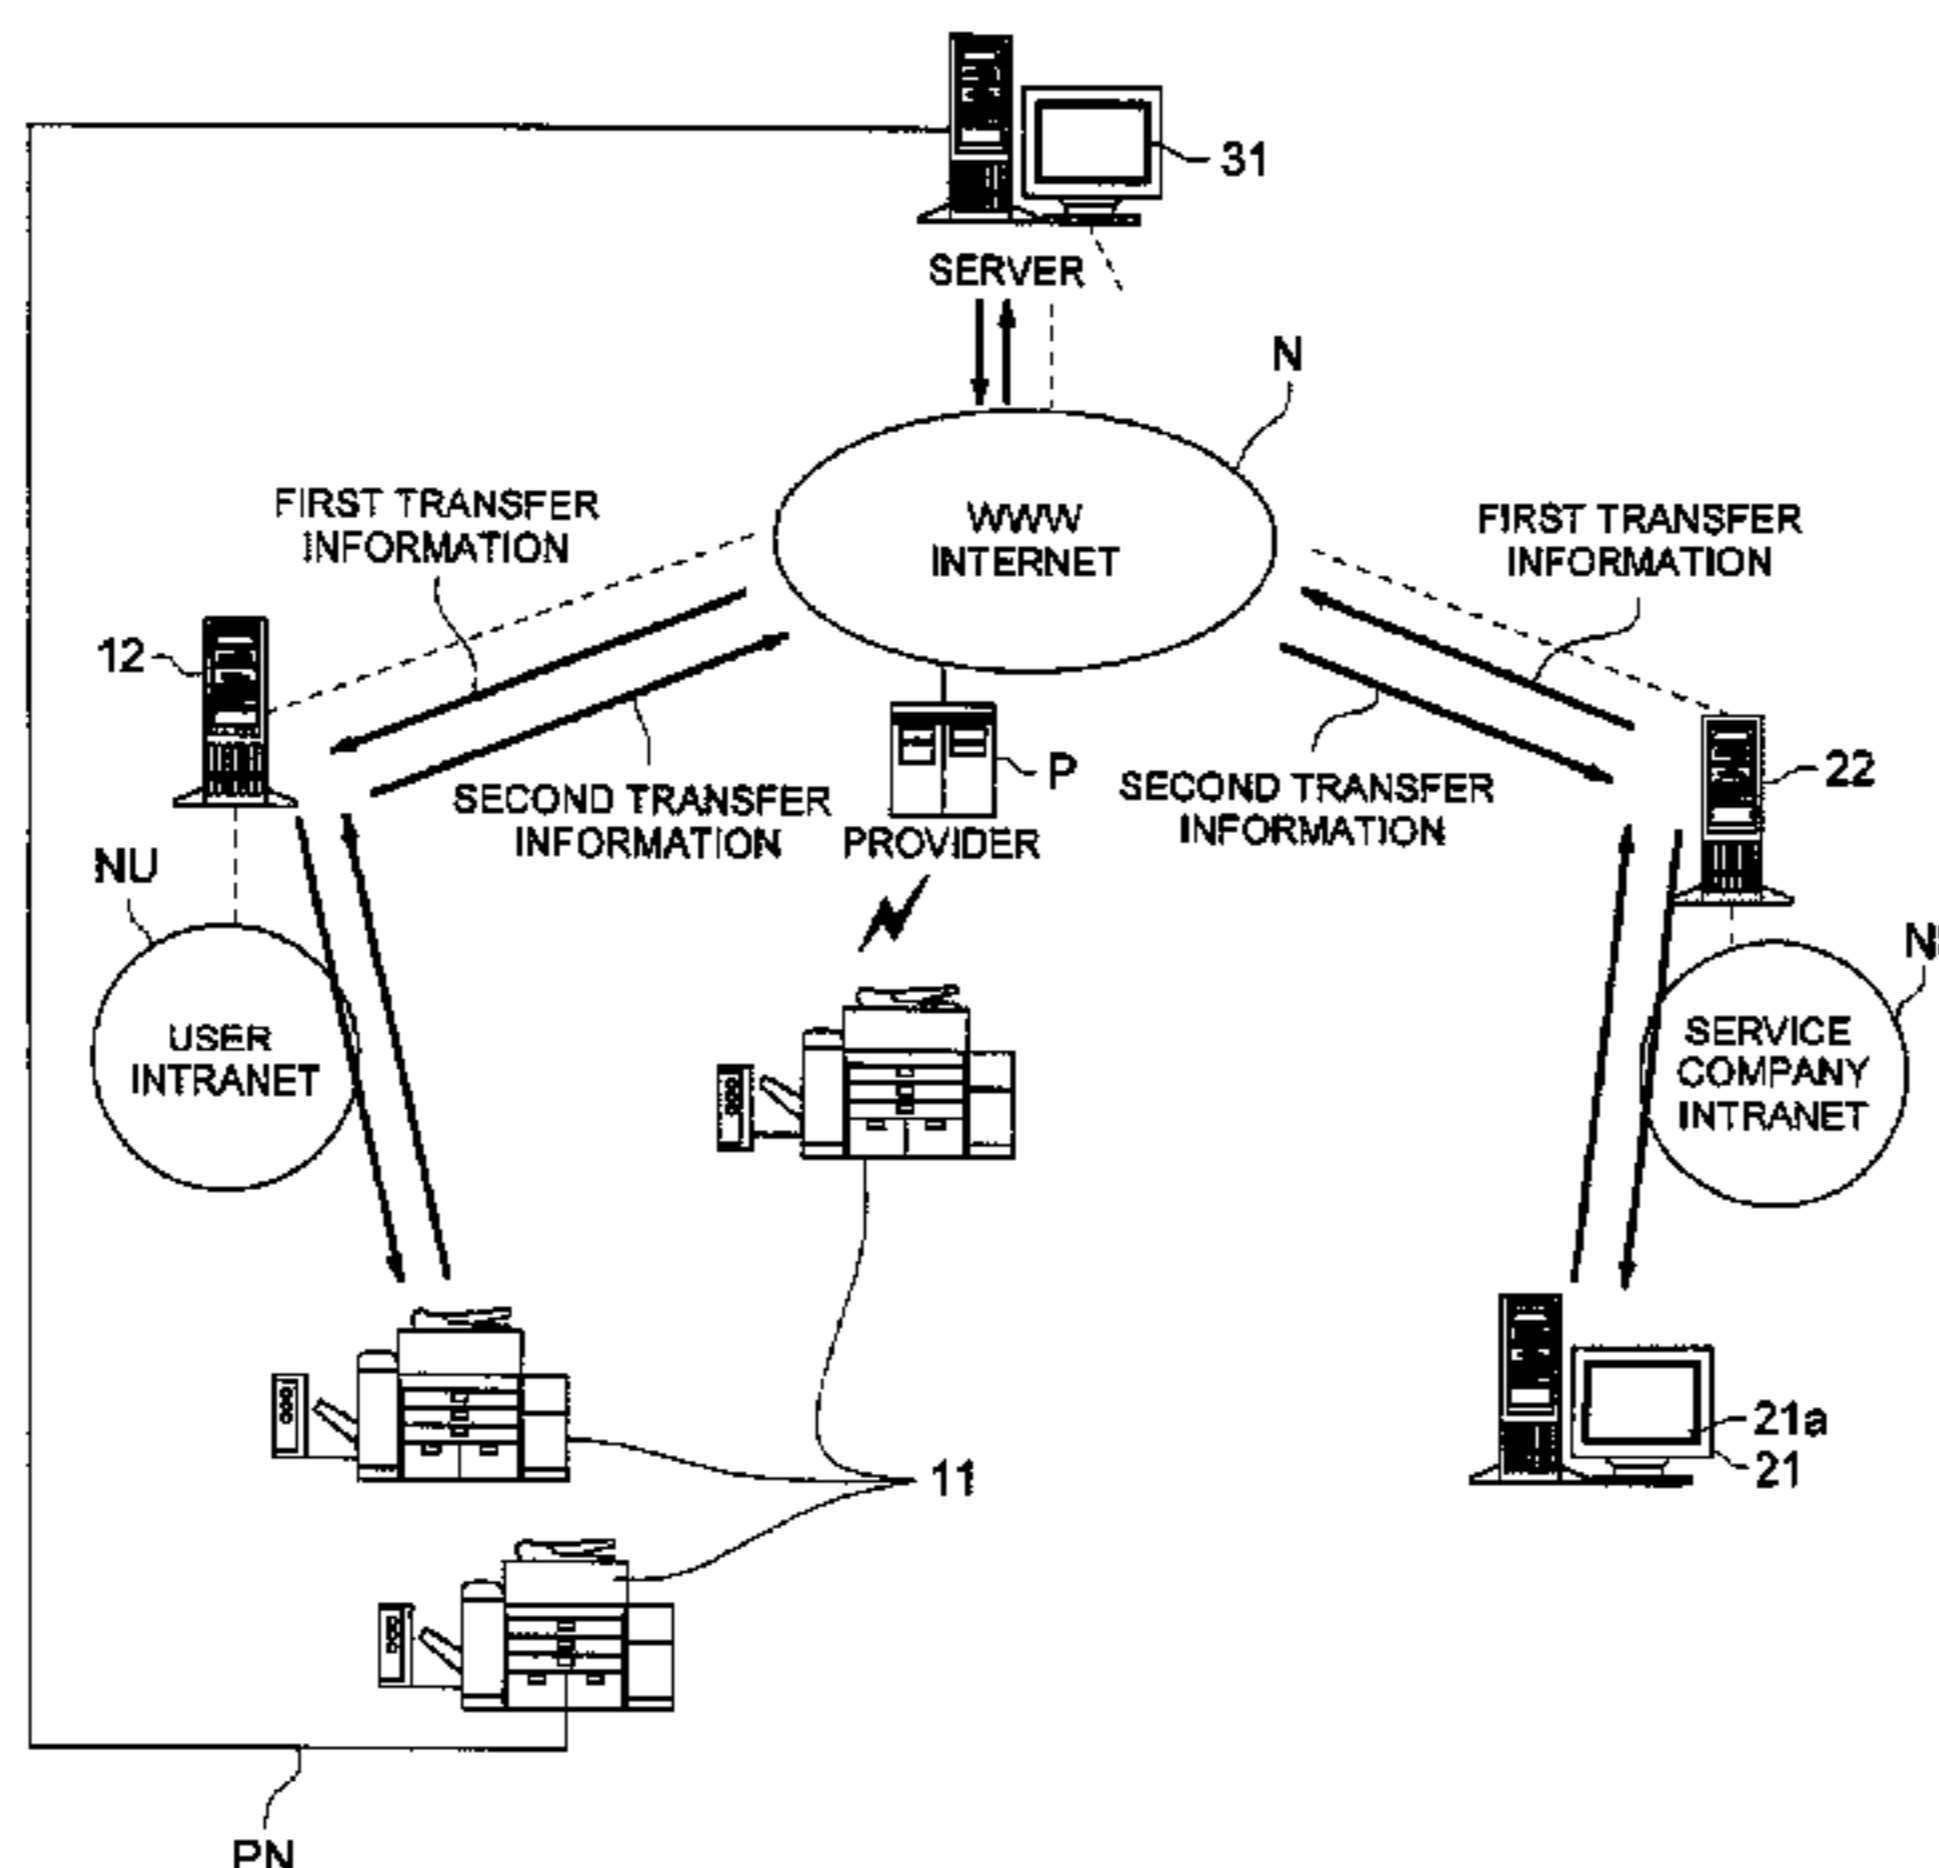 31
SERVER
N
WWW
INTERNET
FIRST TRANSFER
INFORMATION
FIRST TRANSFER
INFORMATION
12
P
22
SECOND TRANSFER
INFORMATION
PROVIDER
SECOND TRANSFER
INFORMATION
NU
USER
INTRANET
SERVICE
COMPANY
INTRANET
21a
21
11
PN